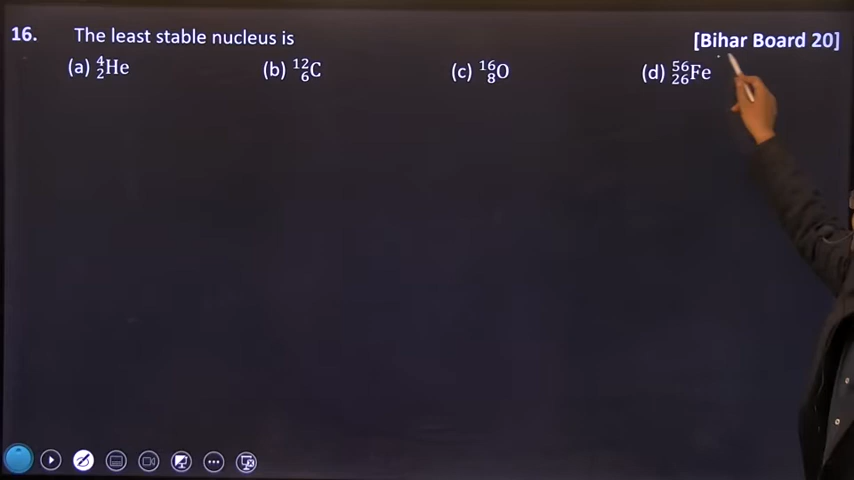 16. The least stable nucleus is [Bihar Board 20]
(a) ⁴₂He (b) ¹²₆C (c) ¹⁶₈O (d) ⁵⁶₂₆Fe